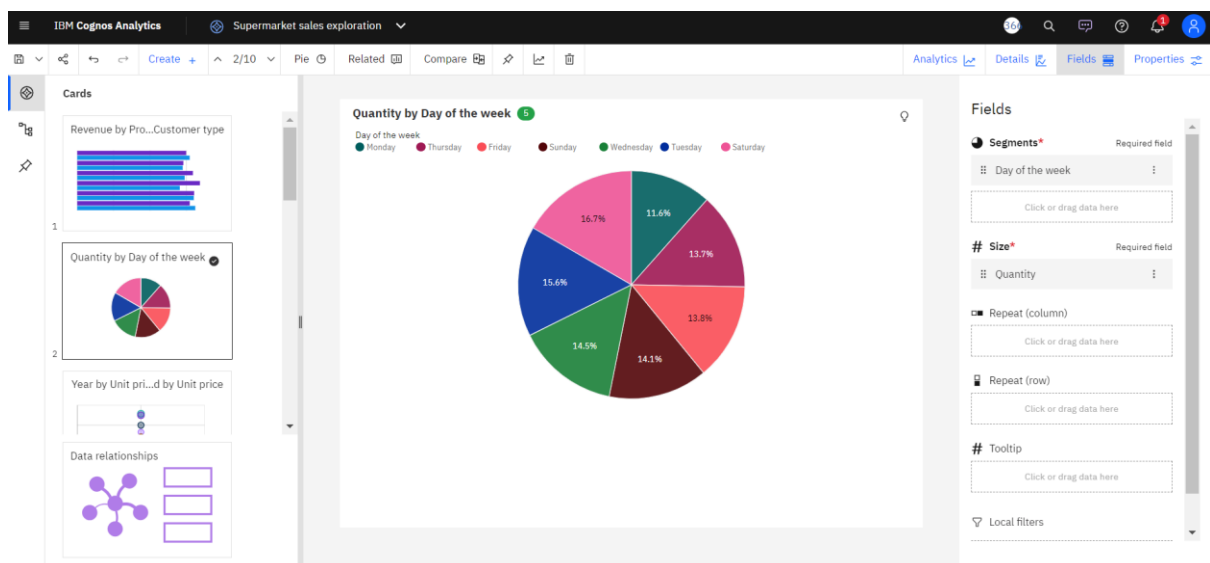 IBM Cognos Analytics
Supermarket sales exploration
366
1
Create +
2/10
Pie
Related
Compare
Analytics
Details
Fields
Properties
Cards
Revenue by Pro...Customer type
1
Quantity by Day of the week
2
Year by Unit pri...d by Unit price
Data relationships
Quantity by Day of the week 5
Day of the week
Monday Thursday Friday Sunday Wednesday Tuesday Saturday
16.7%
11.6%
13.7%
15.6%
13.8%
14.5%
14.1%
Fields
Segments* Required field
Day of the week
Click or drag data here
# Size* Required field
Quantity
Repeat (column)
Click or drag data here
Repeat (row)
Click or drag data here
# Tooltip
Click or drag data here
Local filters